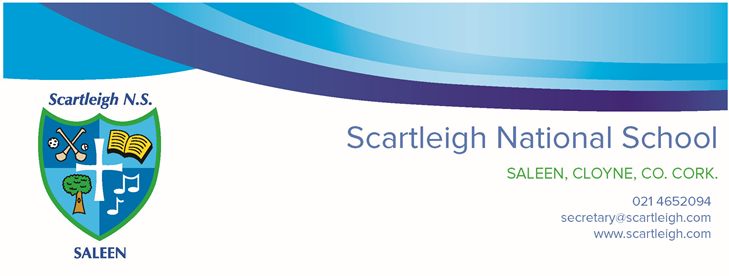 Scartleigh N.S.
SALEEN
Scartleigh National School
SALEEN, CLOYNE, CO. CORK.
021 4652094
secretary@scartleigh.com
www.scartleigh.com